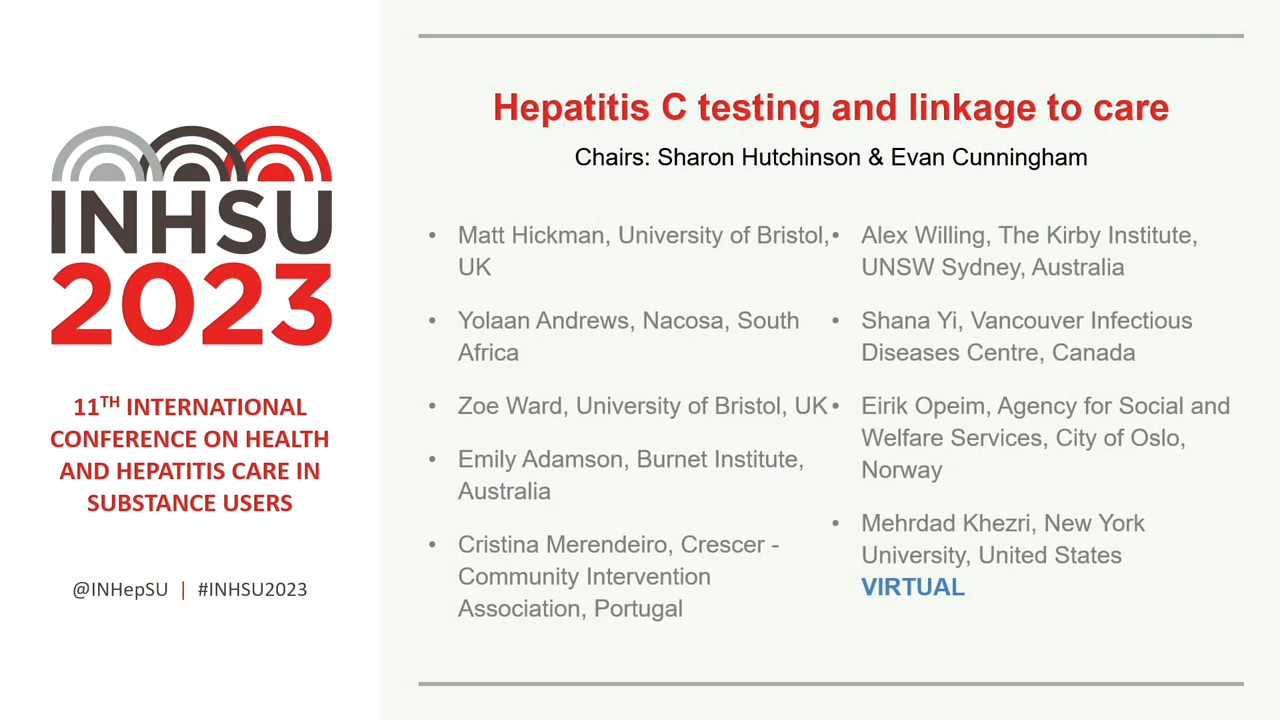 INHSU
2023
11TH INTERNATIONAL
CONFERENCE ON HEALTH
AND HEPATITIS CARE IN
SUBSTANCE USERS
@INHepSU | #INHSU2023
Hepatitis C testing and linkage to care
Chairs: Sharon Hutchinson & Evan Cunningham
• Matt Hickman, University of Bristol,
UK
• Yolaan Andrews, Nacosa, South
Africa
• Zoe Ward, University of Bristol, UK
• Emily Adamson, Burnet Institute,
Australia
• Cristina Merendeiro, Crescer -
Community Intervention
Association, Portugal
• Alex Willing, The Kirby Institute,
UNSW Sydney, Australia
• Shana Yi, Vancouver Infectious
Diseases Centre, Canada
• Eirik Opeim, Agency for Social and
Welfare Services, City of Oslo,
Norway
• Mehrdad Khezri, New York
University, United States
VIRTUAL